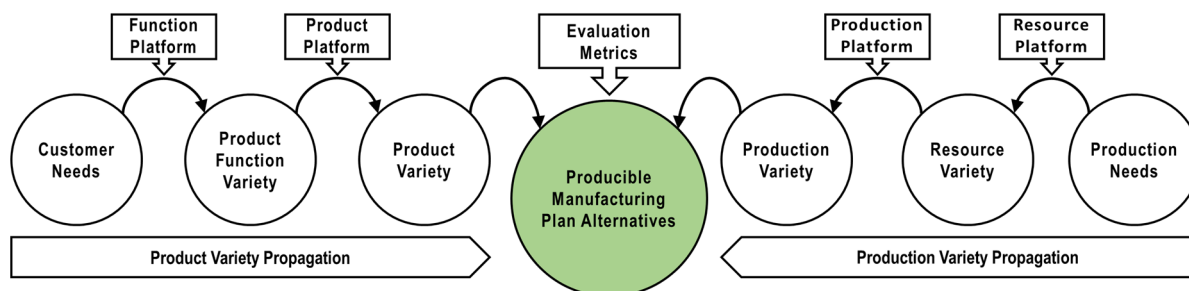 Function
Platform
Product
Platform
Evaluation
Metrics
Production
Platform
Resource
Platform
Customer
Needs
Product
Function
Variety
Product
Variety
Producible
Manufacturing
Plan Alternatives
Production
Variety
Resource
Variety
Production
Needs
Product Variety Propagation
Production Variety Propagation